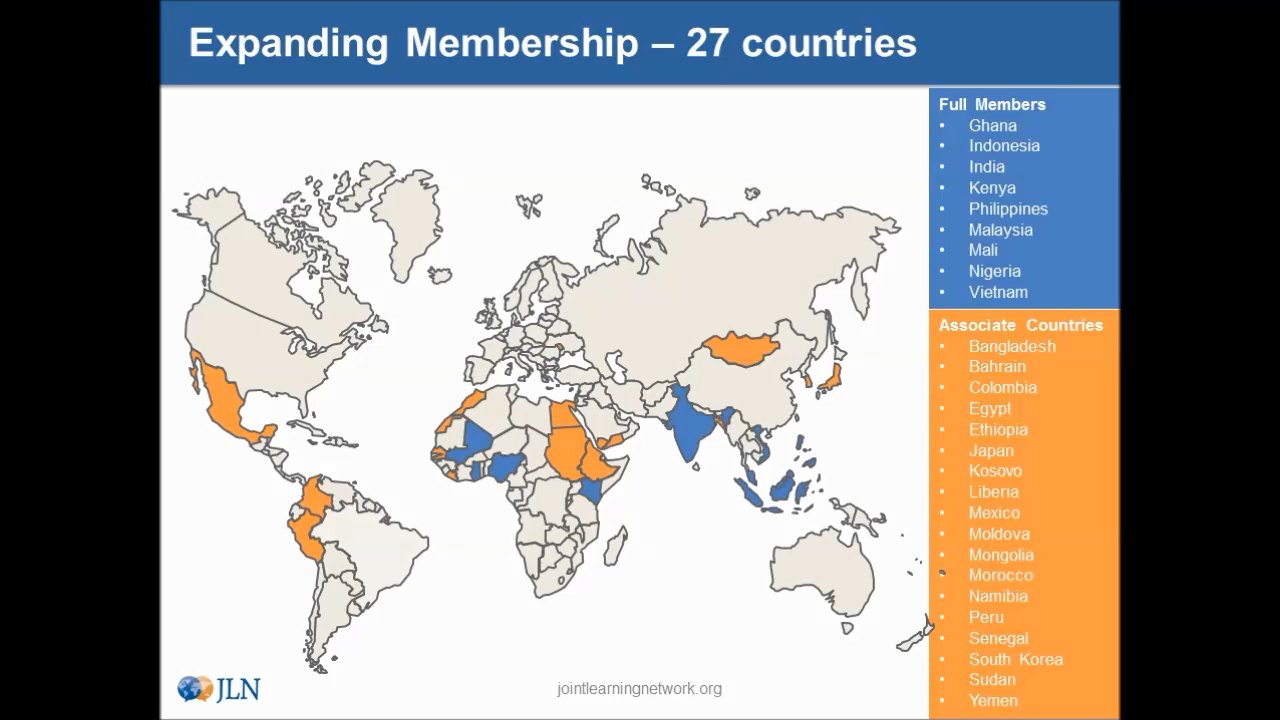 Expanding Membership – 27 countries
Full Members
• Ghana
• Indonesia
• India
• Kenya
• Philippines
• Malaysia
• Mali
• Nigeria
• Vietnam
Associate Countries
• Bangladesh
• Bahrain
• Colombia
• Egypt
• Ethiopia
• Japan
• Kosovo
• Liberia
• Mexico
• Moldova
• Mongolia
• Morocco
• Namibia
• Peru
• Senegal
• South Korea
• Sudan
• Yemen
JLN
jointlearningnetwork.org